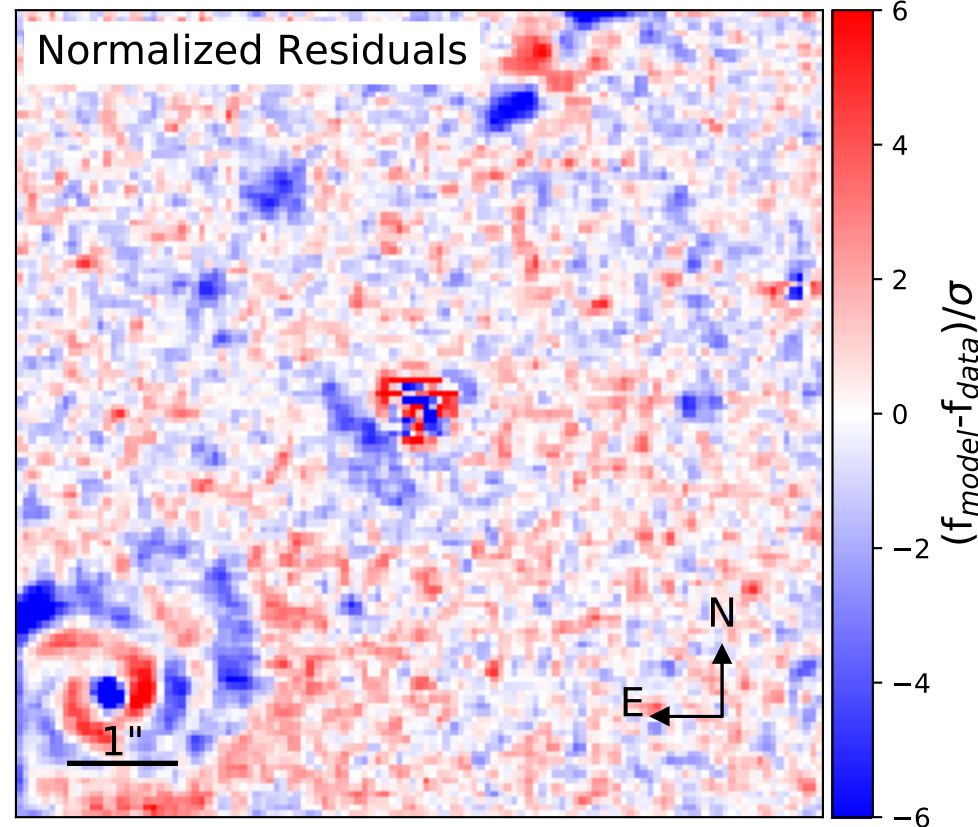 Normalized Residuals
N
E
1"
6
4
2
0
−2
−4
−6
(f_model-f_data)/σ